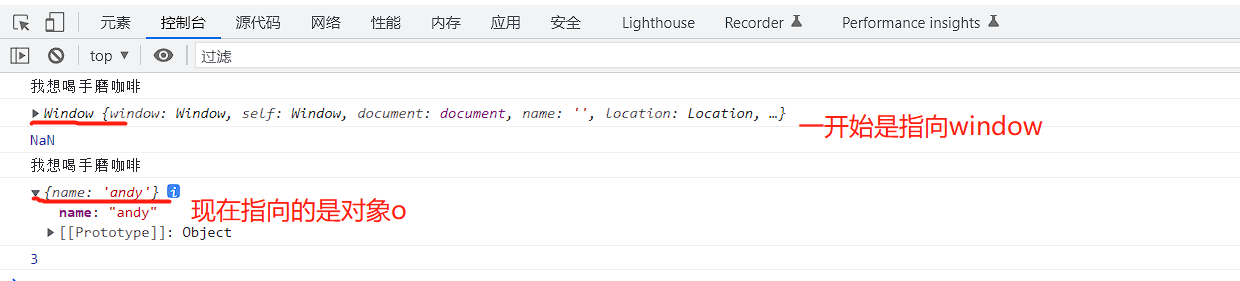 元素 控制台 源代码 网络 性能 内存 应用 安全 Lighthouse Recorder Performance insights
top ▼ 过滤
我想喝手磨咖啡
▶Window {window: Window, self: Window, document: document, name: '', location: Location, …}
一开始是指向window
NaN
我想喝手磨咖啡
▼{name: 'andy'} i
name: "andy"
现在指向的是对象o
▶[[Prototype]]: Object
3